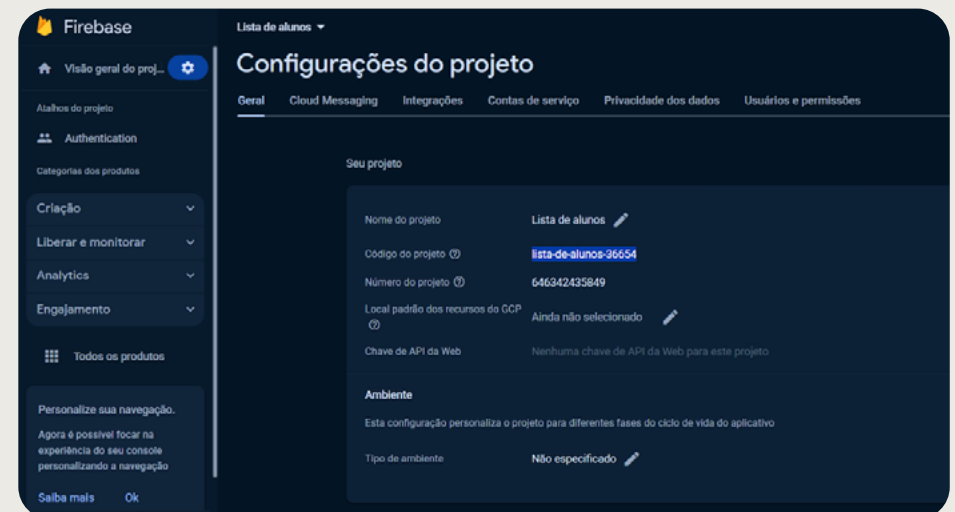 Firebase
Visão geral do proj...
Atalhos do projeto
Authentication
Categorias dos produtos
Criação
Liberar e monitorar
Analytics
Engajamento
Todos os produtos
Personalize sua navegação.
Agora é possível focar na
experiência do seu console
personalizando a navegação
Saiba mais Ok
Lista de alunos
Configurações do projeto
Geral Cloud Messaging Integrações Contas de serviço Privacidade dos dados Usuários e permissões
Seu projeto
Nome do projeto Lista de alunos
Código do projeto lista-de-alunos-36654
Número do projeto 646342435849
Local padrão dos recursos do GCP Ainda não selecionado
Chave de API da Web Nenhuma chave de API da Web para este projeto
Ambiente
Esta configuração personaliza o projeto para diferentes fases do ciclo de vida do aplicativo
Tipo de ambiente Não especificado